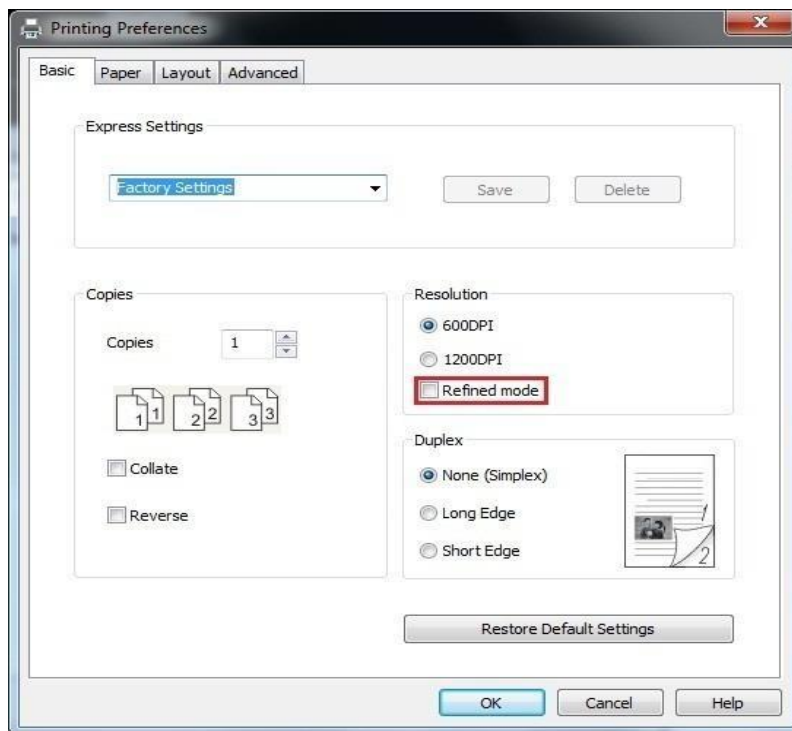 Printing Preferences
Basic Paper Layout Advanced
Express Settings
Factory Settings Save Delete
Copies
Copies 1
1 1 2 2 3 3
Collate
Reverse
Resolution
600DPI
1200DPI
Refined mode
Duplex
None (Simplex)
Long Edge
Short Edge
1
2
Restore Default Settings
OK Cancel Help